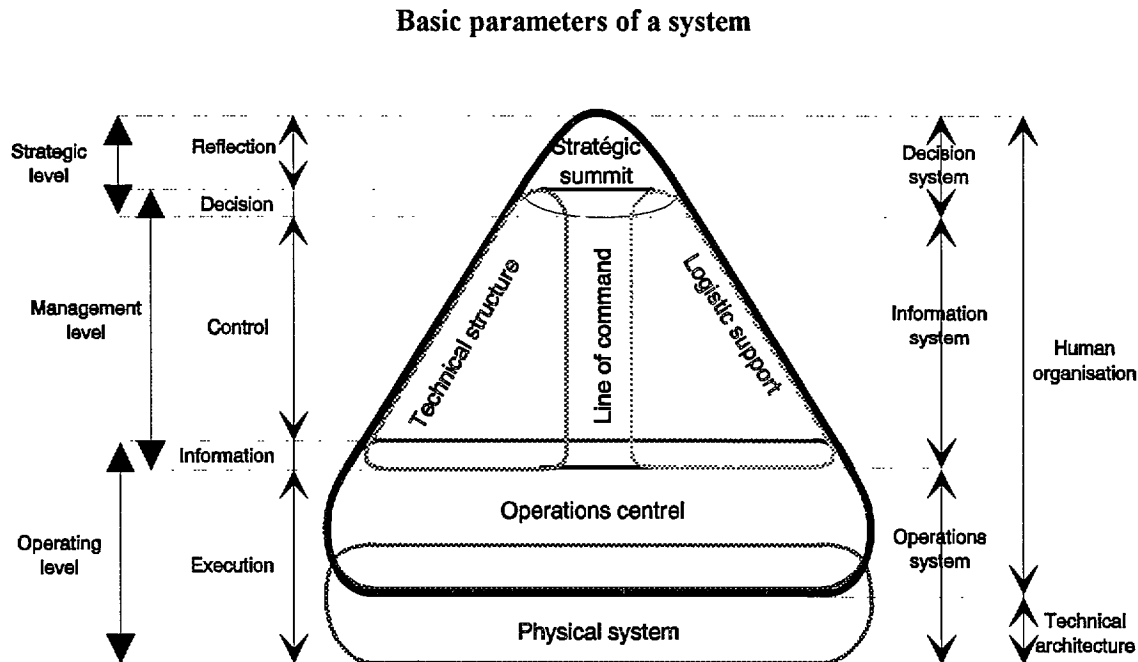 Basic parameters of a system
Strategic
level
Reflection
Stratégic
summit
Decision
system
Decision
Management
level
Control
Technical structure
Line of command
Logistic support
Information
system
Human
organisation
Information
Operations centrel
Operating
level
Execution
Operations
system
Physical system
Technical
architecture